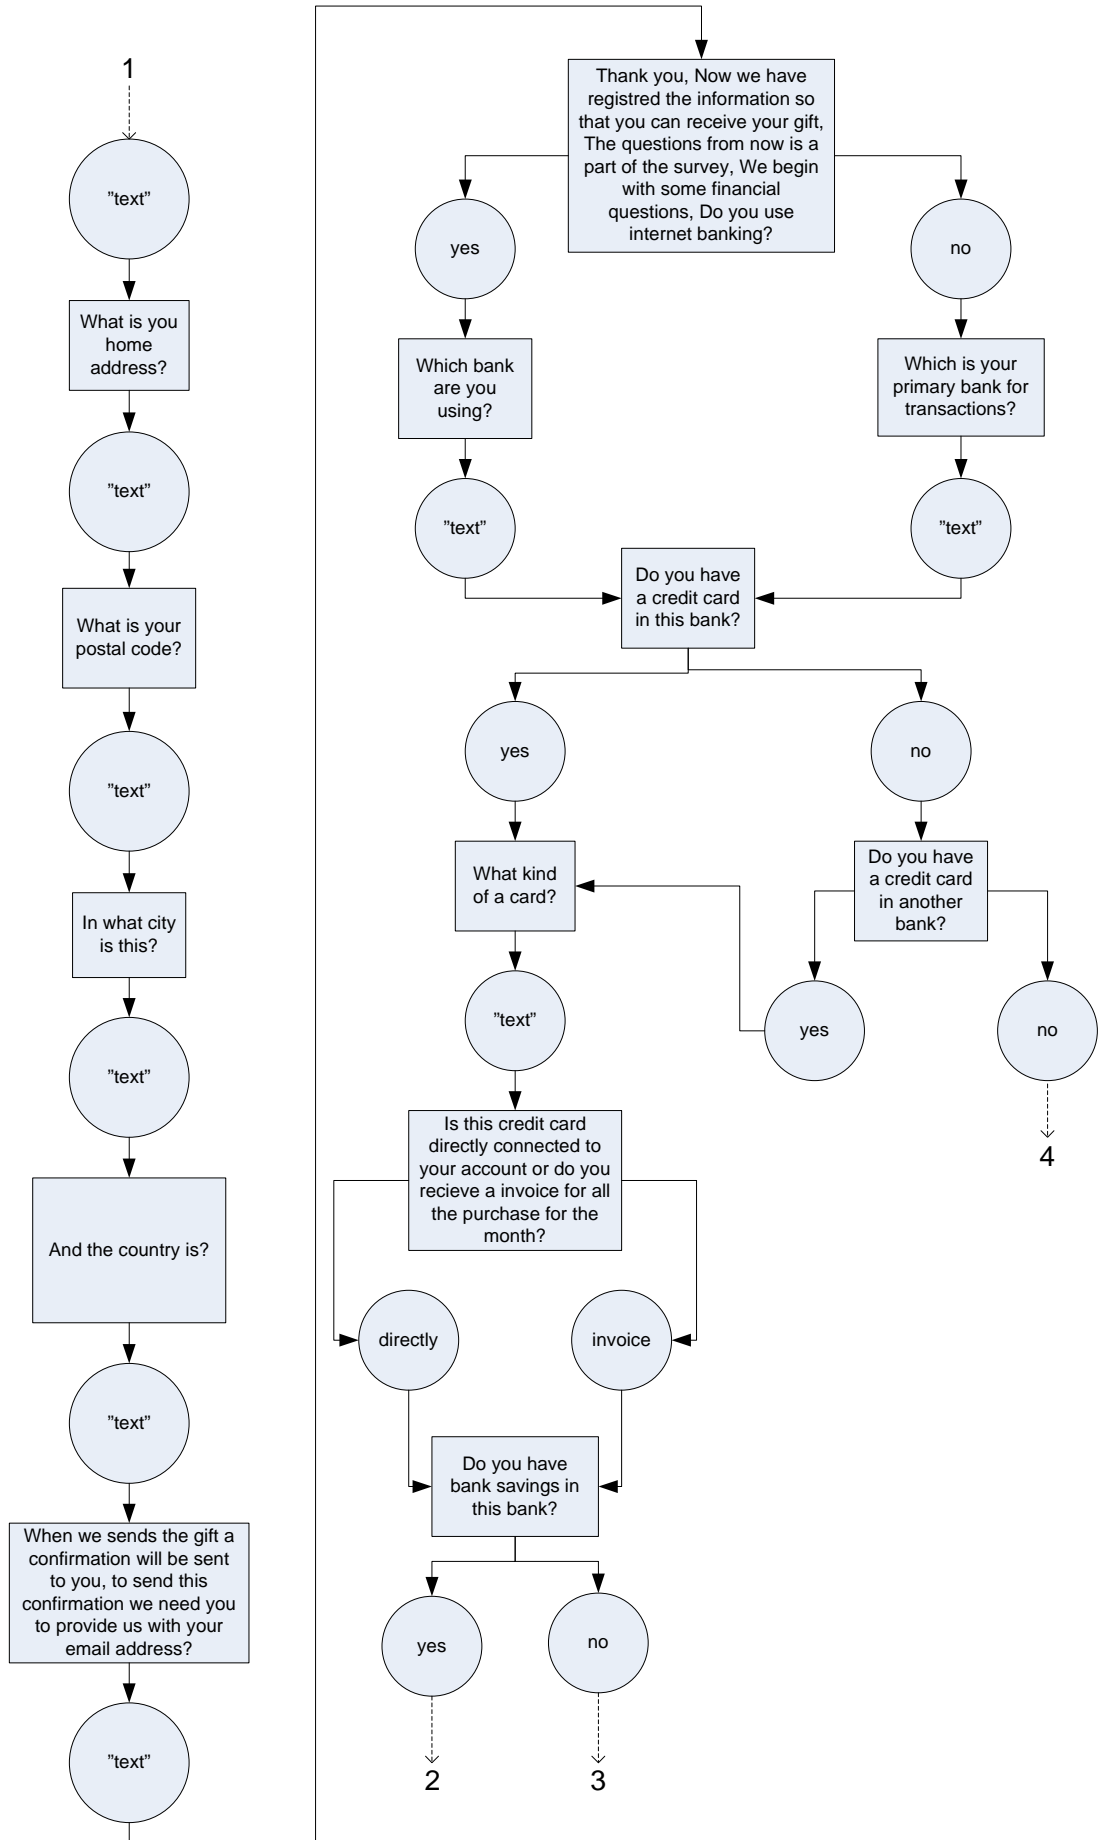 1
”text”
What is you
home
address?
”text”
What is your
postal code?
”text”
In what city
is this?
”text”
And the country is?
”text”
When we sends the gift a
confirmation will be sent
to you, to send this
confirmation we need you
to provide us with your
email address?
”text”
Thank you, Now we have
registred the information so
that you can receive your gift,
The questions from now is a
part of the survey, We begin
with some financial
questions, Do you use
internet banking?
yes
no
Which bank
are you
using?
Which is your
primary bank for
transactions?
”text”
”text”
Do you have
a credit card
in this bank?
yes
no
What kind
of a card?
Do you have
a credit card
in another
bank?
”text”
yes
no
4
Is this credit card
directly connected to
your account or do you
recieve a invoice for all
the purchase for the
month?
directly
invoice
Do you have
bank savings in
this bank?
yes
no
2
3